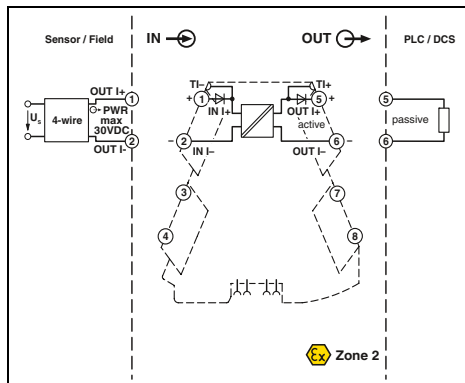 Sensor / Field
IN
OUT
PLC / DCS
OUT I+
1
PWR
max
30VDC
Us
4-wire
OUT I-
2
TI–
+
1
IN I+
TI+
5
+
OUT I+
active
–
2
IN I–
6
–
OUT I–
3
4
7
8
5
passive
6
Ex Zone 2